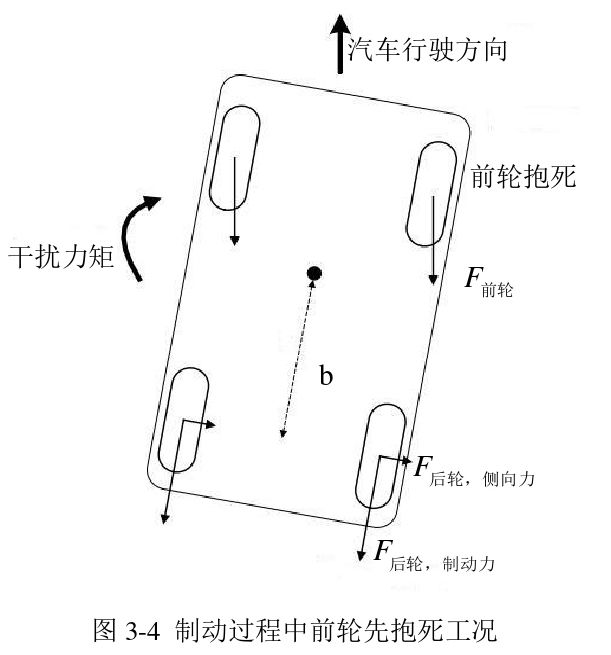 汽车行驶方向
前轮抱死
干扰力矩
F前轮
b
F后轮，侧向力
F后轮，制动力
图 3-4 制动过程中前轮先抱死工况